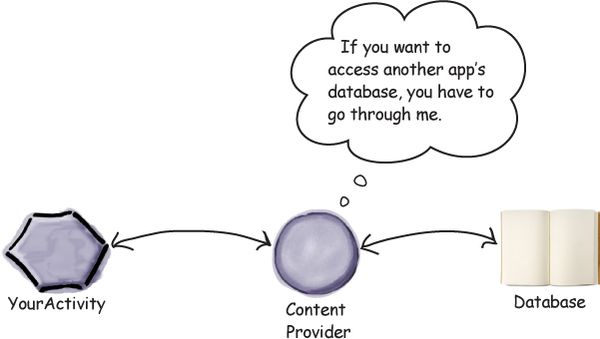 If you want to
access another app's
database, you have to
go through me.
YourActivity
Content
Provider
Database